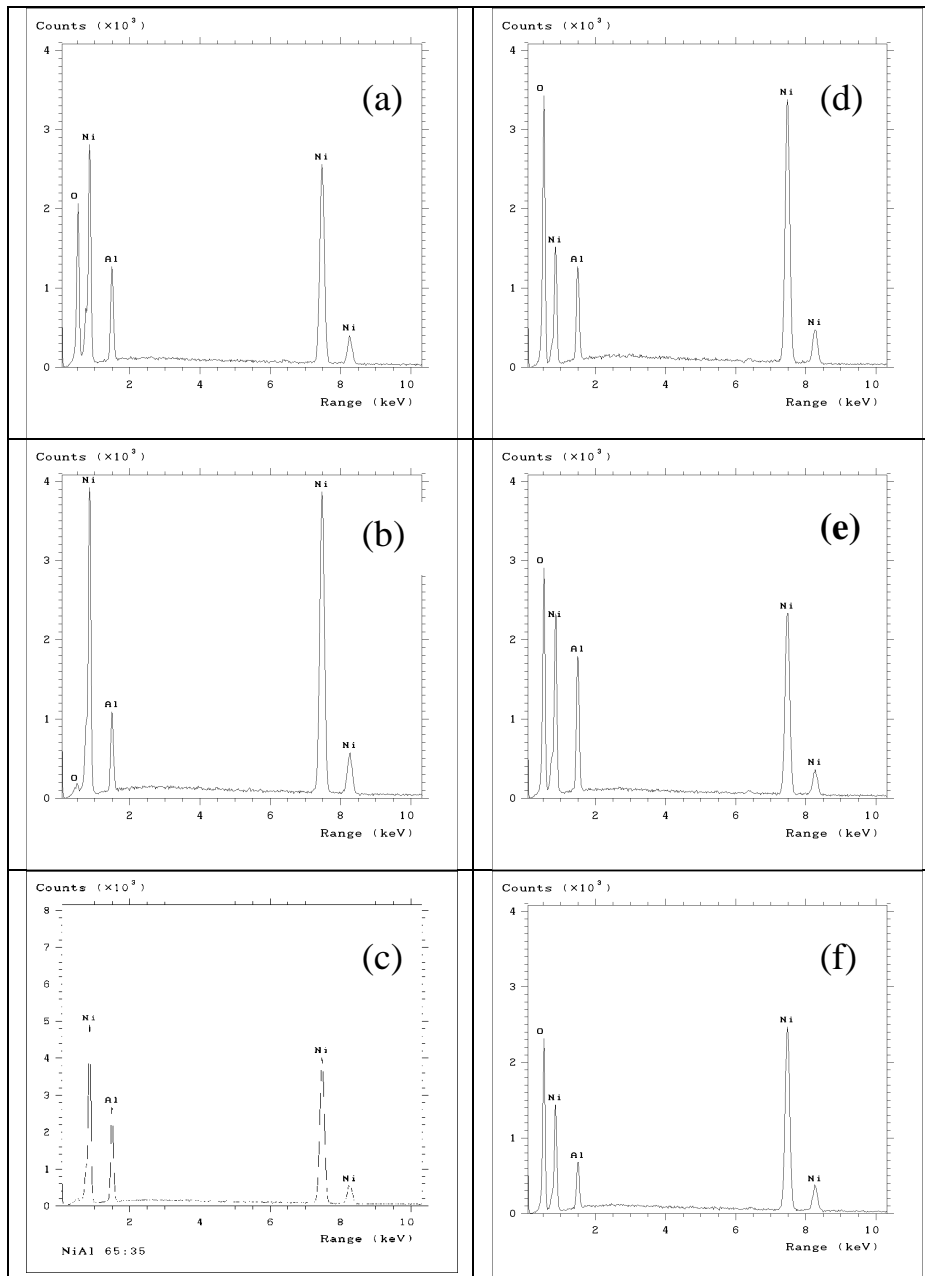 Counts (×10³)
4
(a)
3
Ni
Ni
O
2
Al
1
Ni
0
2 4 6 8 10
Range (keV)
Counts (×10³)
4
(d)
O
Ni
3
2
Ni
Al
1
Ni
0
2 4 6 8 10
Range (keV)
Counts (×10³)
Ni
4
Ni
(b)
3
2
Al
1
Ni
O
0
2 4 6 8 10
Range (keV)
Counts (×10³)
4
(e)
O
3
Ni
Ni
2
Al
1
Ni
0
2 4 6 8 10
Range (keV)
Counts (×10³)
8
7
(c)
6
5
Ni
Ni
4
3
Al
2
1
Ni
0
2 4 6 8 10
Range (keV)
NiAl 65:35
Counts (×10³)
4
(f)
3
Ni
O
2
Ni
1
Al
Ni
0
2 4 6 8 10
Range (keV)